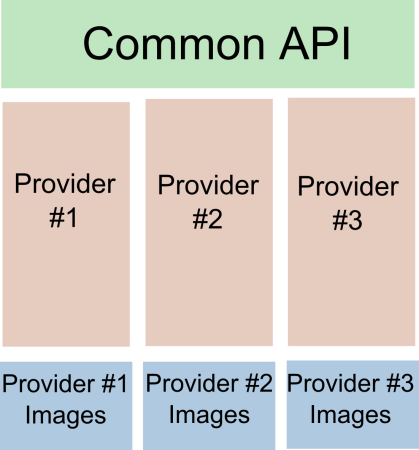 Common API
Provider
#1
Provider
#2
Provider
#3
Provider #1
Images
Provider #2
Images
Provider #3
Images